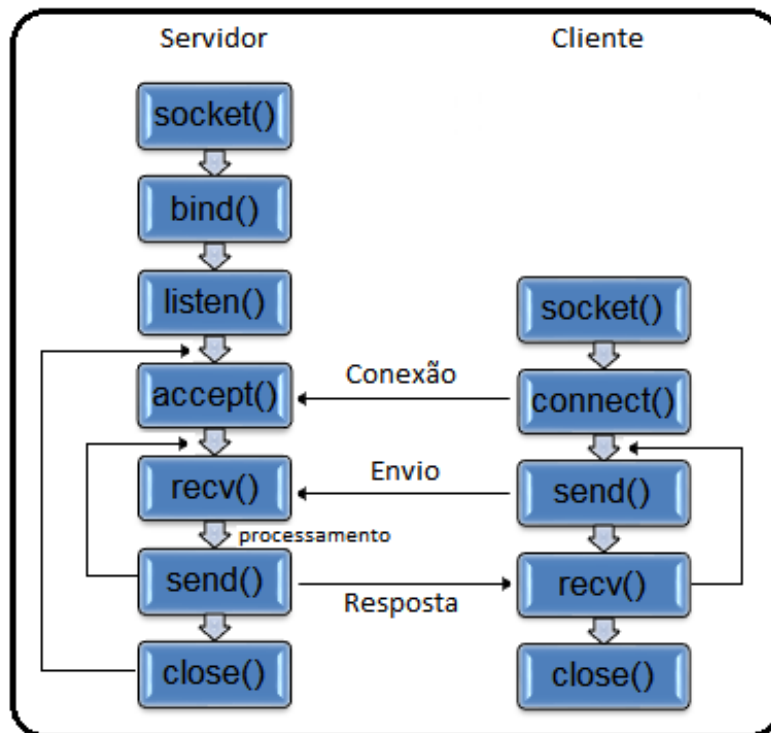 Servidor
Cliente
socket()
bind()
listen()
socket()
accept()
Conexão
connect()
recv()
Envio
send()
processamento
send()
Resposta
recv()
close()
close()